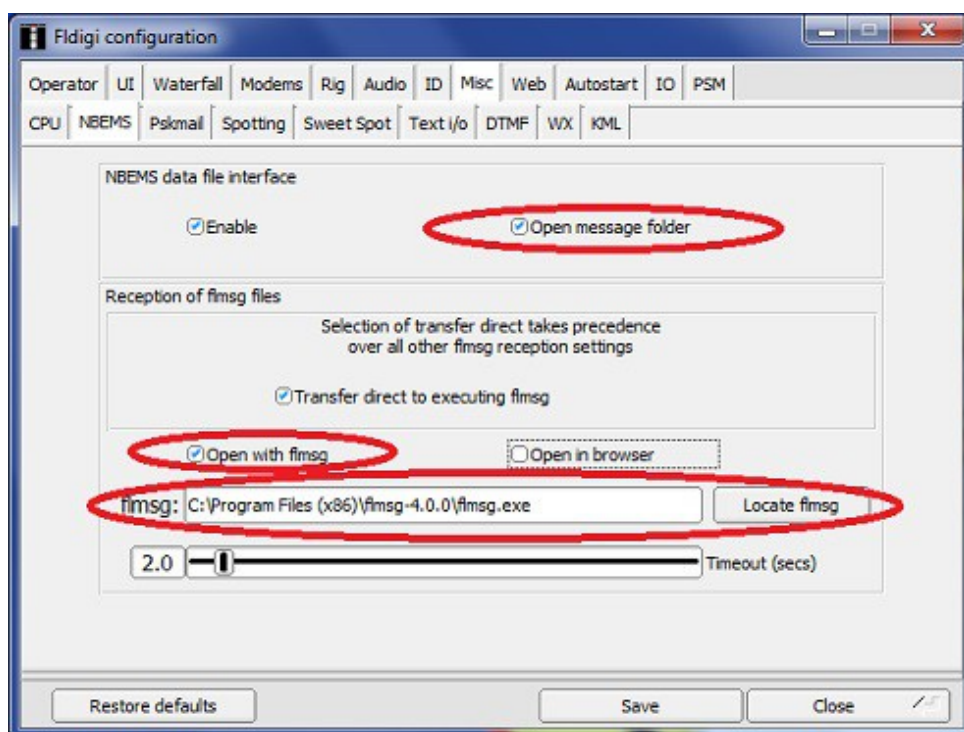 Fldigi configuration
Operator UI Waterfall Modems Rig Audio ID Misc Web Autostart IO PSM
CPU NBEMS Pskmail Spotting Sweet Spot Text i/o DTMF WX KML
NBEMS data file interface
Enable Open message folder
Reception of flmsg files
Selection of transfer direct takes precedence
over all other flmsg reception settings
Transfer direct to executing flmsg
Open with flmsg Open in browser
flmsg: C:\Program Files (x86)\flmsg-4.0.0\flmsg.exe Locate flmsg
2.0 Timeout (secs)
Restore defaults Save Close